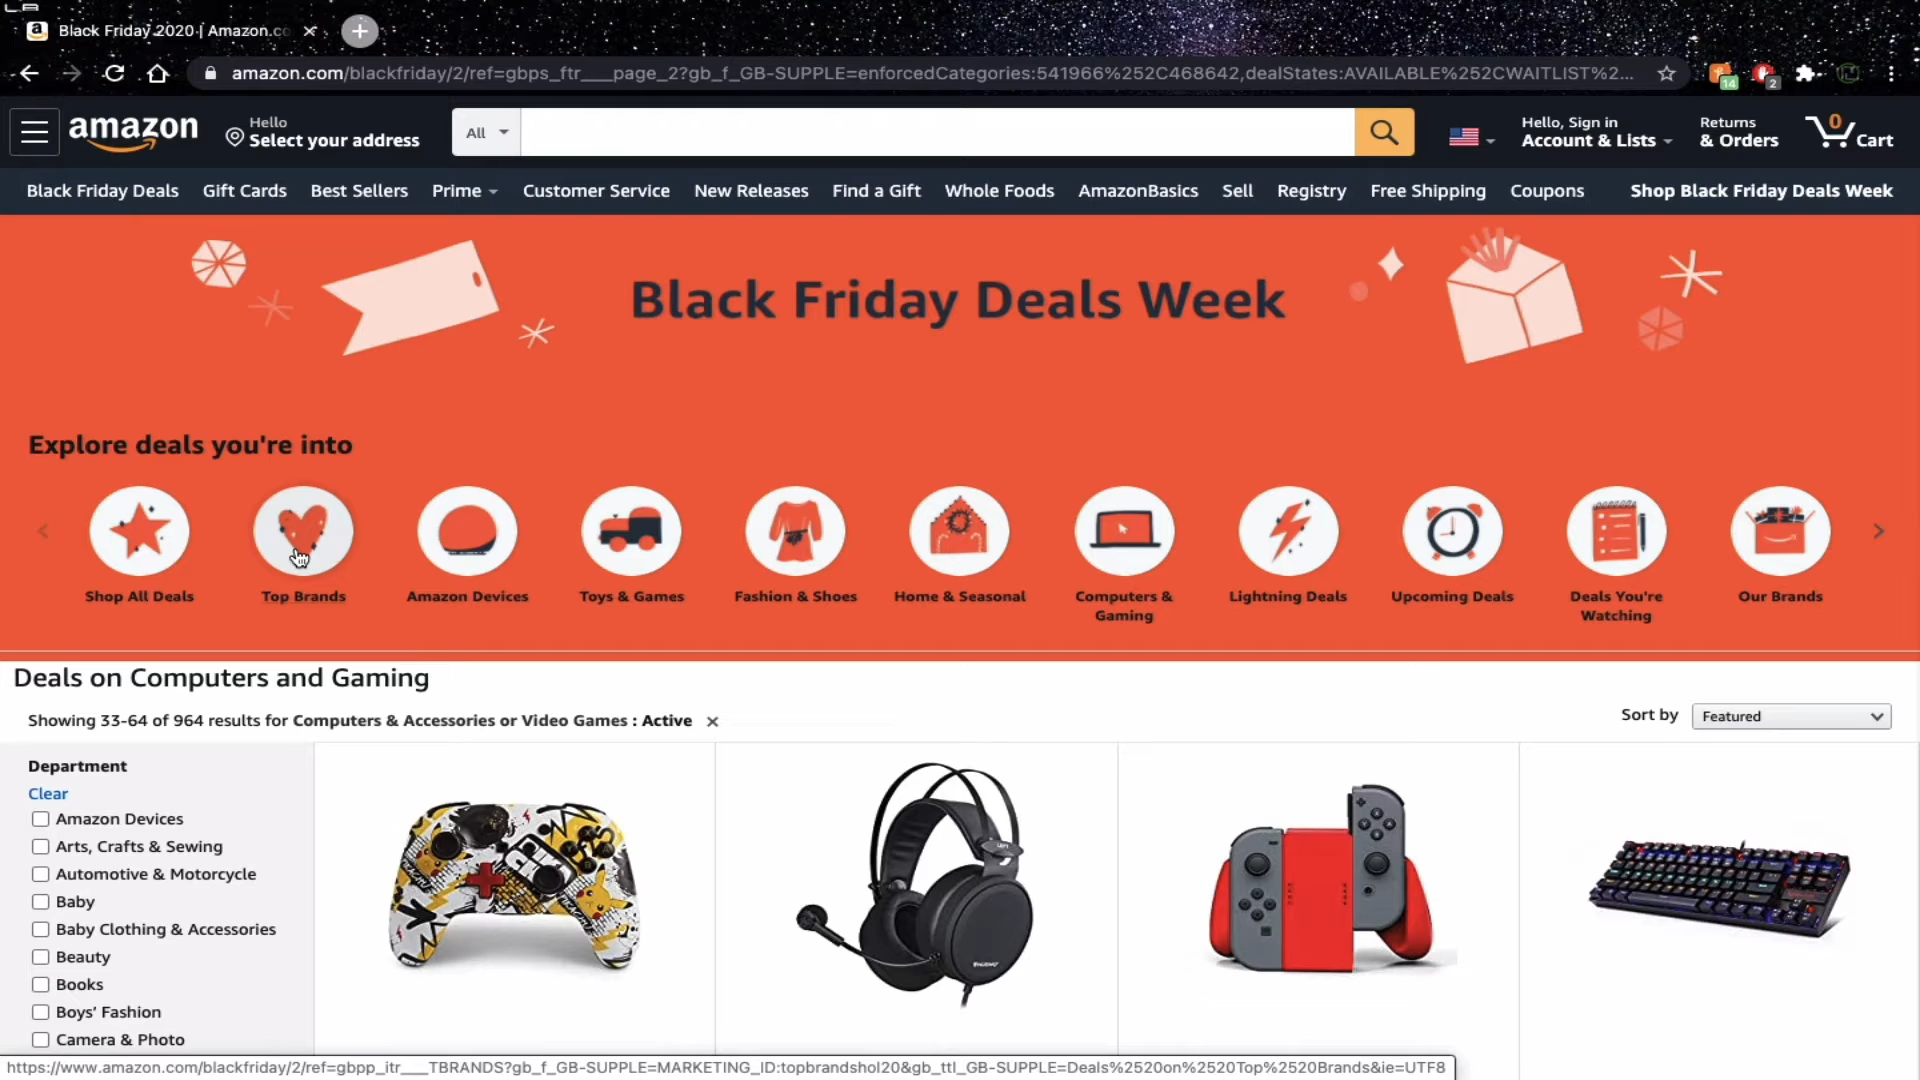 Black Friday 2020 | Amazon.co
amazon.com/blackfriday/2/ref=gbps_ftr___page_2?gb_f_GB-SUPPLE=enforcedCategories:541966%252C468642,dealStates:AVAILABLE%252CWAITLIST%2...
14
2
amazon
Hello
Select your address
All
Hello, Sign in
Account & Lists
Returns
& Orders
0
Cart
Black Friday Deals Gift Cards Best Sellers Prime Customer Service New Releases Find a Gift Whole Foods AmazonBasics Sell Registry Free Shipping Coupons Shop Black Friday Deals Week
Black Friday Deals Week
Explore deals you're into
Shop All Deals
Top Brands
Amazon Devices
Toys & Games
Fashion & Shoes
Home & Seasonal
Computers &
Gaming
Lightning Deals
Upcoming Deals
Deals You're
Watching
Our Brands
Deals on Computers and Gaming
Showing 33-64 of 964 results for Computers & Accessories or Video Games : Active
Sort by Featured
Department
Clear
Amazon Devices
Arts, Crafts & Sewing
Automotive & Motorcycle
Baby
Baby Clothing & Accessories
Beauty
Books
Boys' Fashion
Camera & Photo
https://www.amazon.com/blackfriday/2/ref=gbpp_itr___TBRANDS?gb_f_GB-SUPPLE=MARKETING_ID:topbrandshol20&gb_ttl_GB-SUPPLE=Deals%2520on%2520Top%2520Brands&ie=UTF8